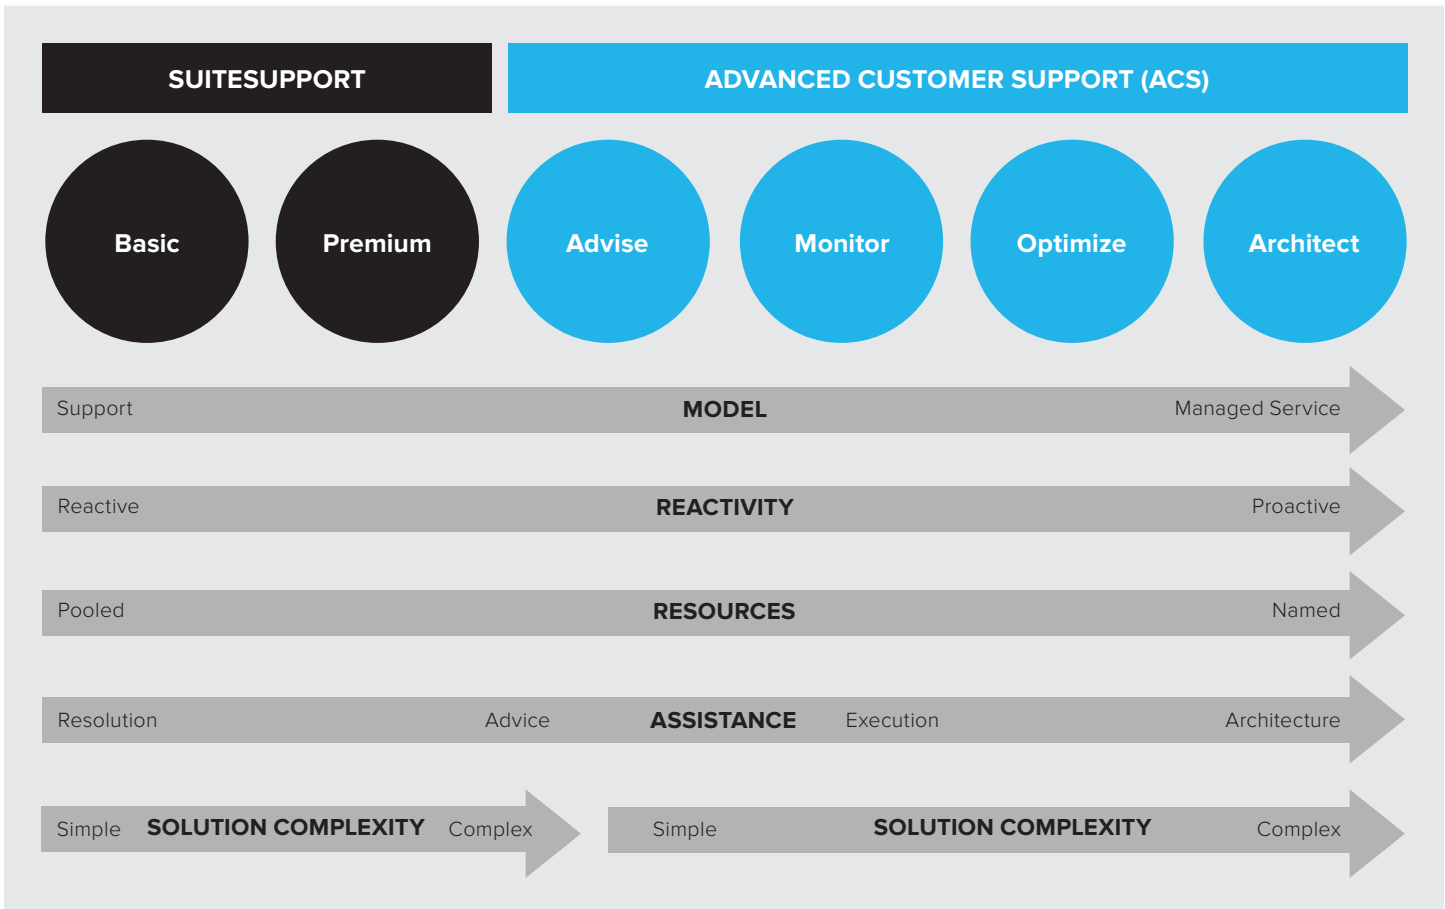 SUITESUPPORT
ADVANCED CUSTOMER SUPPORT (ACS)
Basic
Premium
Advise
Monitor
Optimize
Architect
Support MODEL Managed Service
Reactive REACTIVITY Proactive
Pooled RESOURCES Named
Resolution Advice ASSISTANCE Execution Architecture
Simple SOLUTION COMPLEXITY Complex
Simple SOLUTION COMPLEXITY Complex